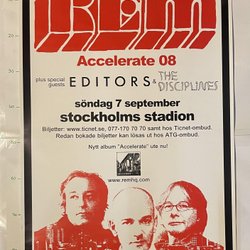 REM
Accelerate 08
plus special guests EDITORS & THE DISCIPLINES
söndag 7 september
stockholms stadion
Biljetter: www.ticnet.se, 077-170 70 70 samt hos Ticnet-ombud.
Redan bokade biljetter kan lösas ut hos ATG-ombud.
Nytt album "Accelerate" ute nu!
www.remhq.com